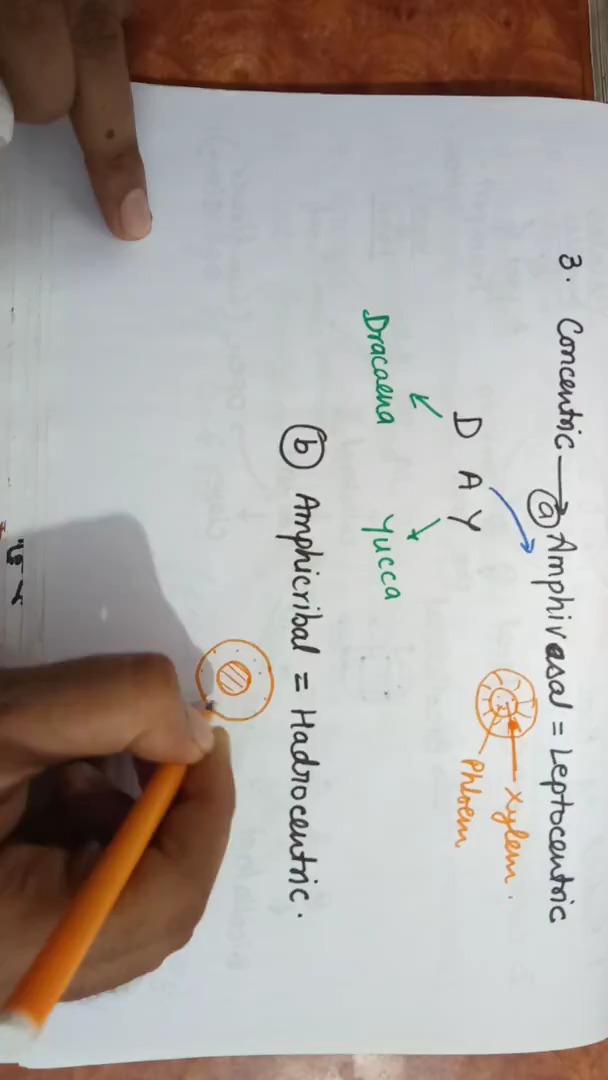 3. Concentric → ⓐ Amphivasal = Leptocentric
D A Y
Xylem.
Phloem
Dracaena
Yucca
ⓑ Amphicribal = Hadrocentric.